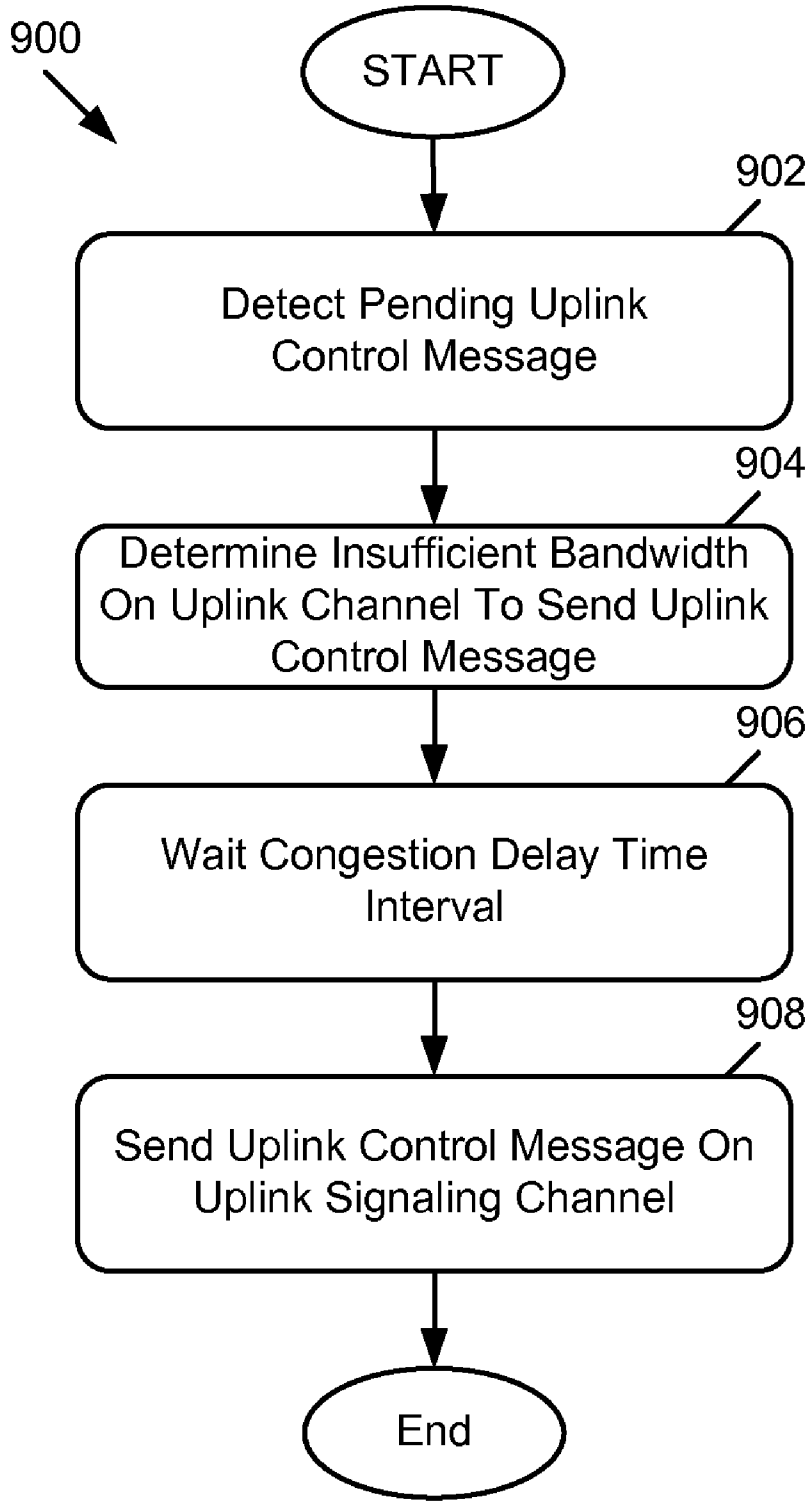 900
START
902
Detect Pending Uplink
Control Message
904
Determine Insufficient Bandwidth
On Uplink Channel To Send Uplink
Control Message
906
Wait Congestion Delay Time
Interval
908
Send Uplink Control Message On
Uplink Signaling Channel
End